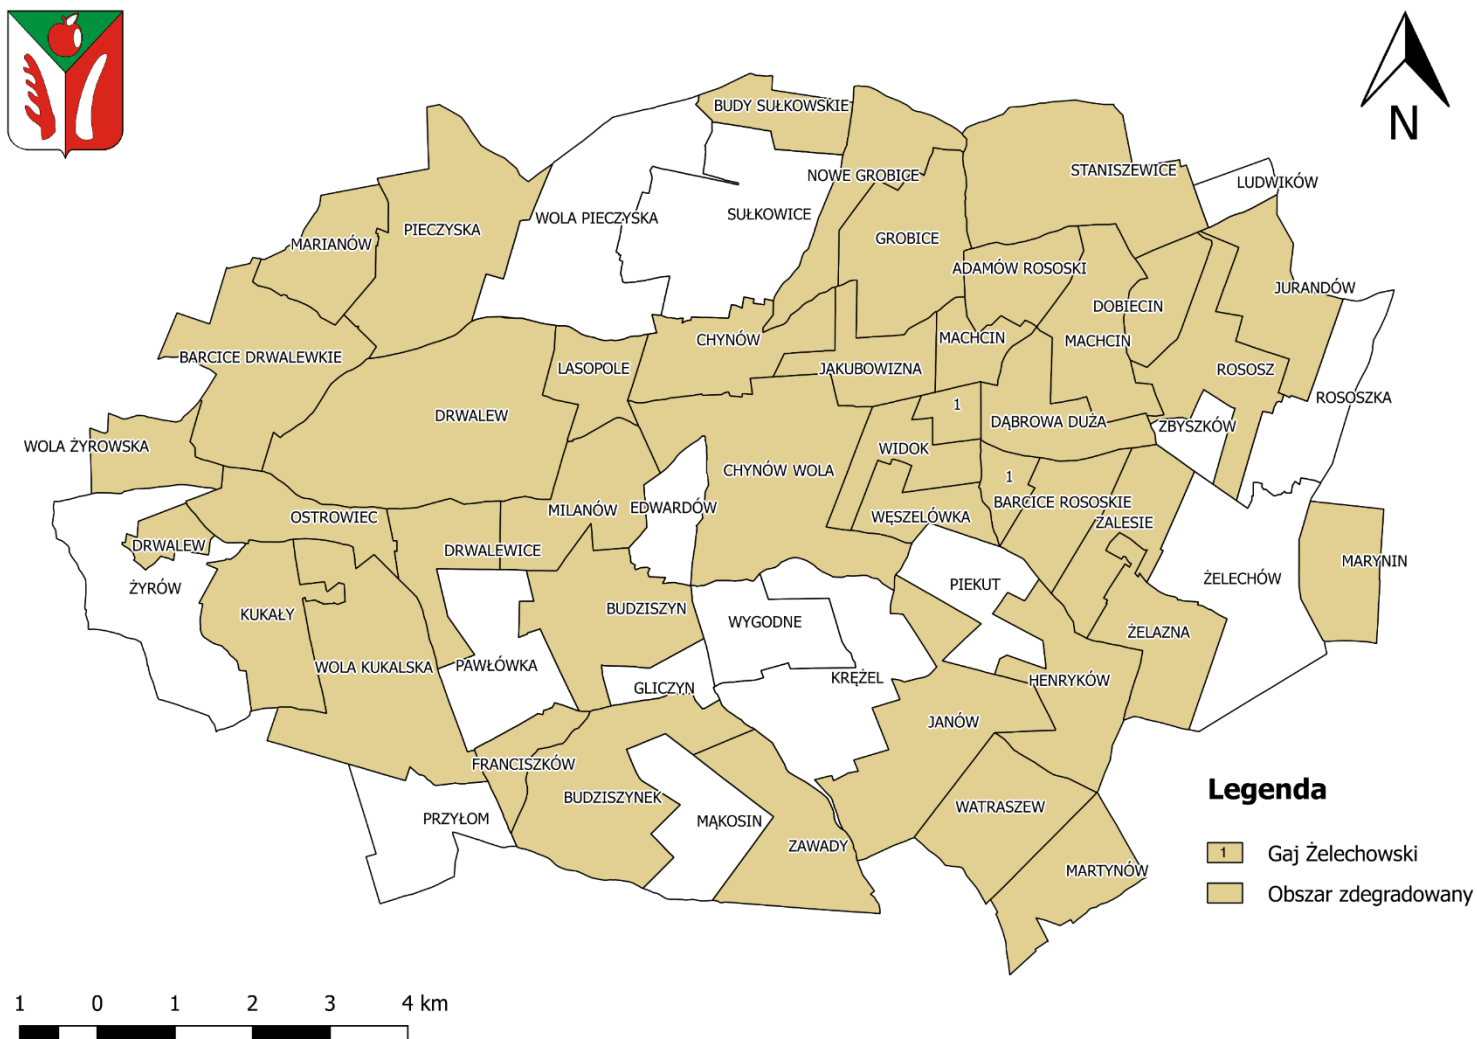 N
BUDY SUŁKOWSKIE
STANISZEWICE
NOWE GROBICE
LUDWIKÓW
WOLA PIECZYSKA
SUŁKOWICE
PIECZYSKA
MARIANÓW
GROBICE
ADAMÓW ROSOSKI
JURANDÓW
DOBIECIN
CHYNÓW
MACHCIN
MACHCIN
BARCICE DRWALEWKIE
LASOPOLE
JAKUBOWIZNA
ROSOSZ
ROSOSZKA
1
DRWALEW
DĄBROWA DUŻA
ZBYSZKÓW
WOLA ŻYROWSKA
WIDOK
CHYNÓW WOLA
1
BARCICE ROSOSKIE
EDWARDÓW
MILANÓW
OSTROWIEC
WĘSZELÓWKA
ZALESIE
DRWALEW
DRWALEWICE
MARYNIN
ŻELECHÓW
PIEKUT
ŻYRÓW
KUKAŁY
BUDZISZYN
WYGODNE
ŻELAZNA
WOLA KUKALSKA
PAWŁÓWKA
KRĘŻEL
HENRYKÓW
GLICZYN
JANÓW
FRANCISZKÓW
BUDZISZYNEK
WATRASZEW
PRZYŁOM
MĄKOSIN
ZAWADY
MARTYNÓW
Legenda
1 Gaj Żelechowski
Obszar zdegradowany
1 0 1 2 3 4 km